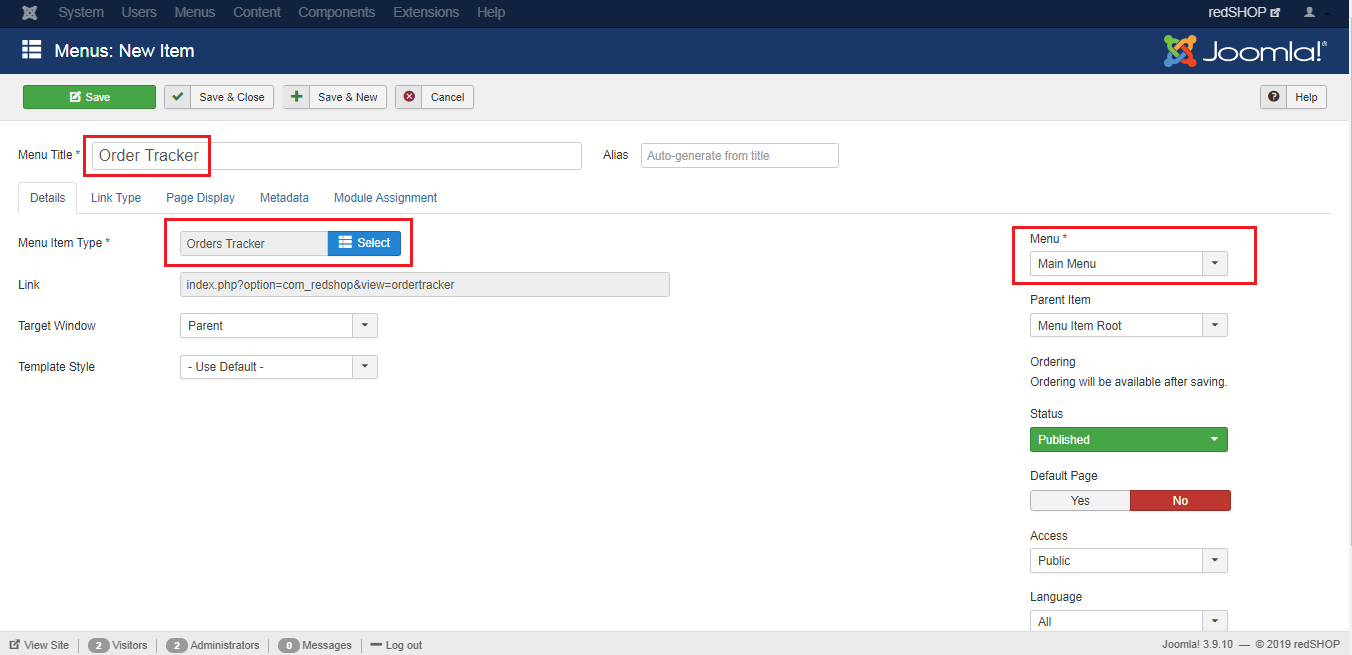 System Users Menus Content Components Extensions Help redSHOP
Menus: New Item Joomla!®
Save Save & Close Save & New Cancel Help
Menu Title * Order Tracker Alias Auto-generate from title
Details Link Type Page Display Metadata Module Assignment
Menu Item Type * Orders Tracker Select
Menu *
Main Menu
Link index.php?option=com_redshop&view=ordertracker
Parent Item
Target Window Parent
Menu Item Root
Ordering
Template Style - Use Default -
Ordering will be available after saving.
Status
Published
Default Page
Yes No
Access
Public
Language
All
View Site 2 Visitors 2 Administrators 0 Messages Log out Joomla! 3.9.10 — © 2019 redSHOP